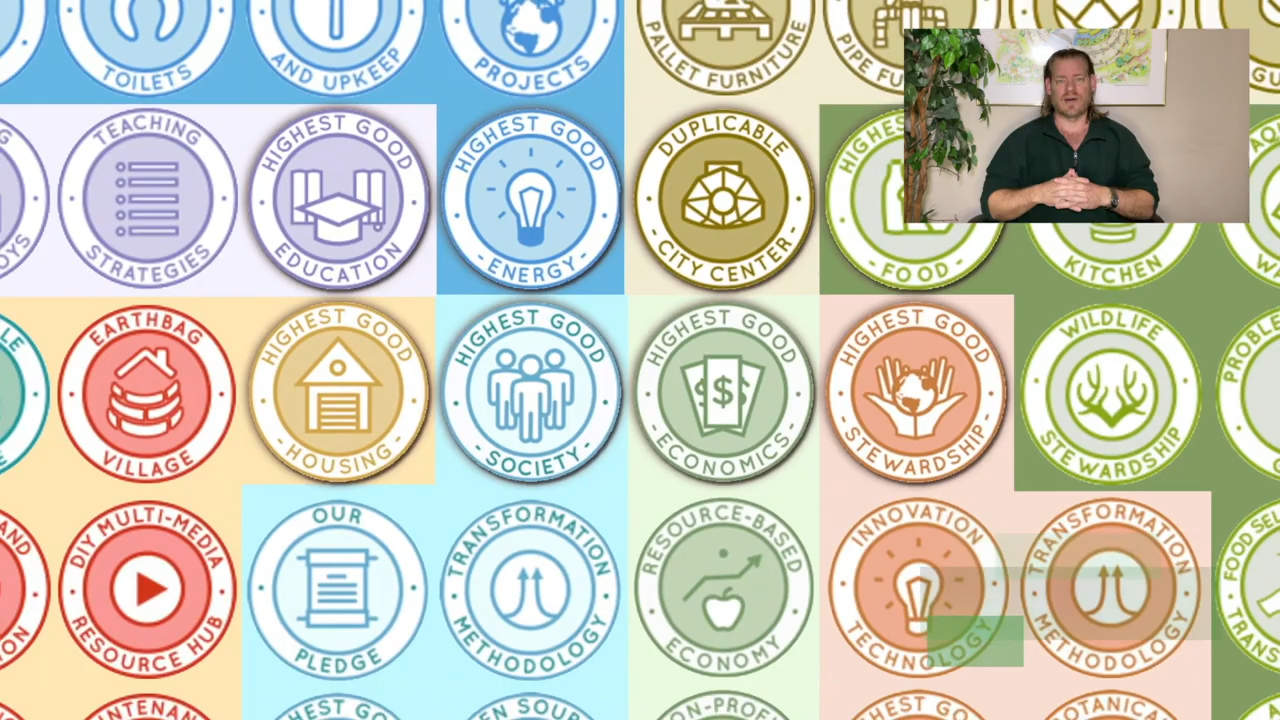 TOILETS
AND UPKEEP
PROJECTS
PALLET FURNITURE
TEACHING
STRATEGIES
HIGHEST GOOD
EDUCATION
HIGHEST GOOD
- ENERGY -
DUPLICABLE
- CITY CENTER -
- FOOD -
KITCHEN
EARTHBAG
VILLAGE
HIGHEST GOOD
- HOUSING -
HIGHEST GOOD
- SOCIETY -
HIGHEST GOOD
- ECONOMICS -
HIGHEST GOOD
- STEWARDSHIP -
WILDLIFE
STEWARDSHIP
DIY MULTI-MEDIA
RESOURCE HUB
OUR
PLEDGE
TRANSFORMATION
METHODOLOGY
RESOURCE-BASED
ECONOMY
INNOVATION
TECHNOLOGY
TRANSFORMATION
METHODOLOGY